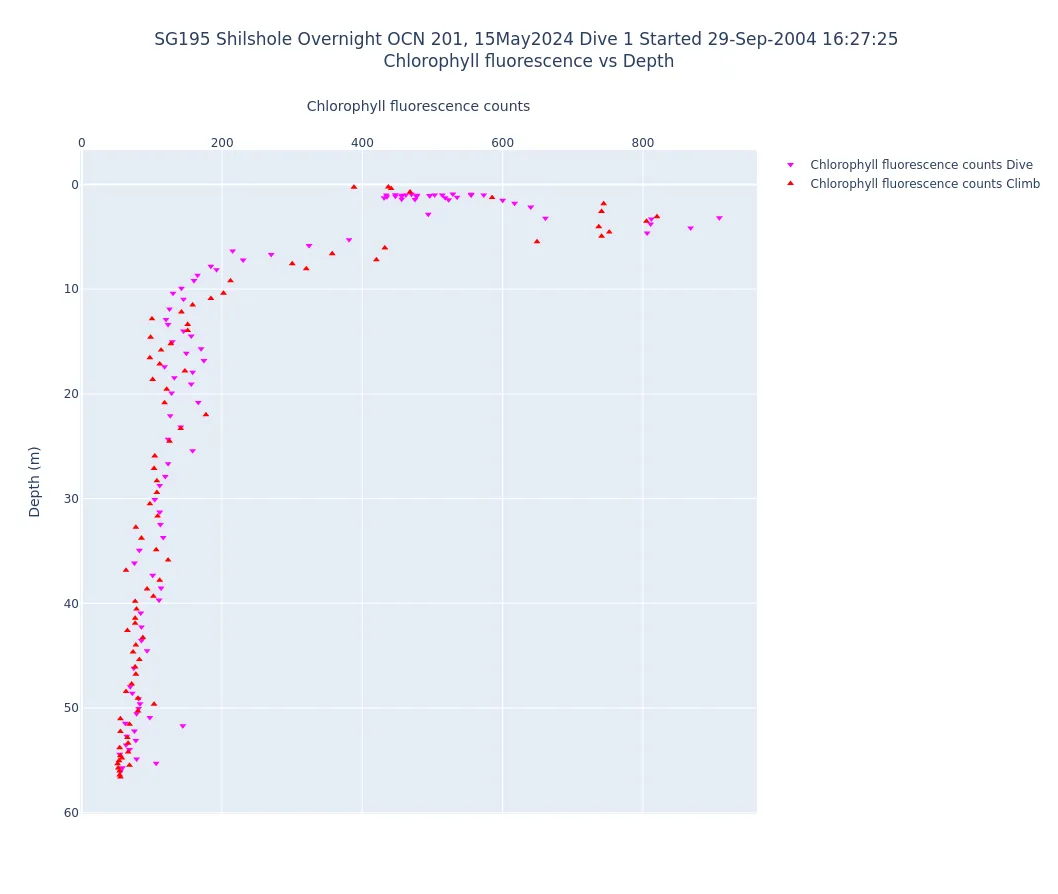 SG195 Shilshole Overnight OCN 201, 15May2024 Dive 1 Started 29-Sep-2004 16:27:25
Chlorophyll fluorescence vs Depth
Chlorophyll fluorescence counts
0 200 400 600 800
Chlorophyll fluorescence counts Dive
Chlorophyll fluorescence counts Climb
0
10
20
30
40
50
60
Depth (m)